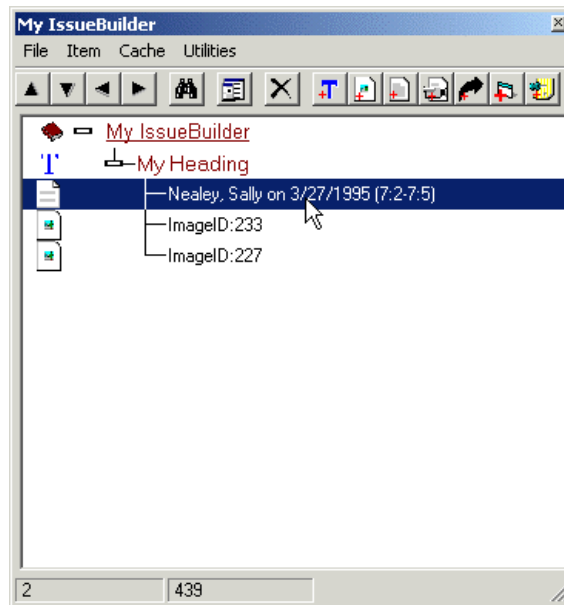 My IssueBuilder
File Item Cache Utilities
T
My IssueBuilder
T My Heading
Nealey, Sally on 3/27/1995 (7:2-7:5)
ImageID:233
ImageID:227
2 439